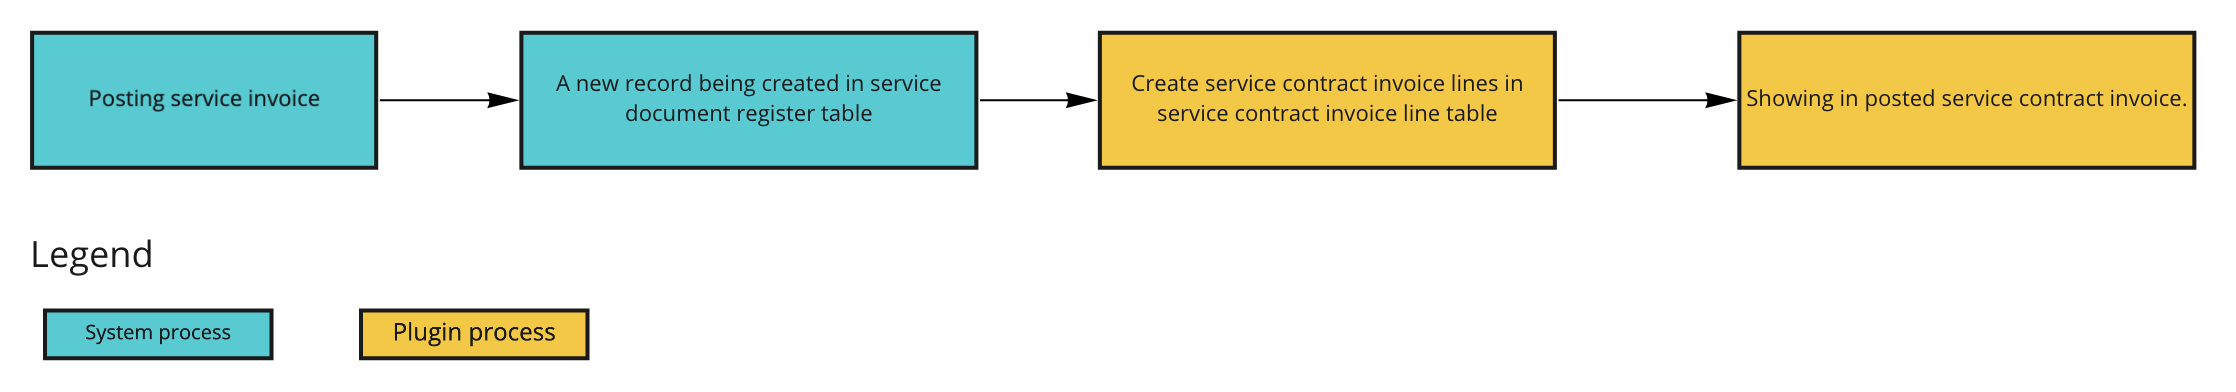 Posting service invoice
A new record being created in service
document register table
Create service contract invoice lines in
service contract invoice line table
Showing in posted service contract invoice.
Legend
System process
Plugin process